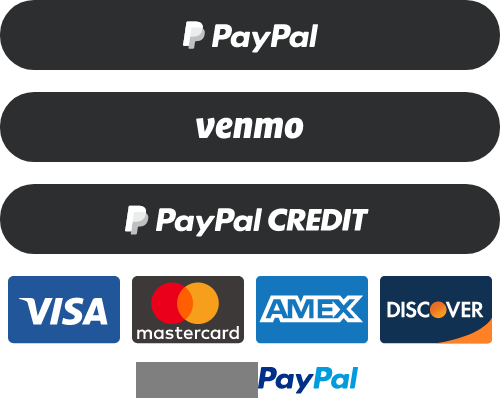 PayPal
venmo
PayPal CREDIT
VISA mastercard AMEX DISCOVER
PayPal